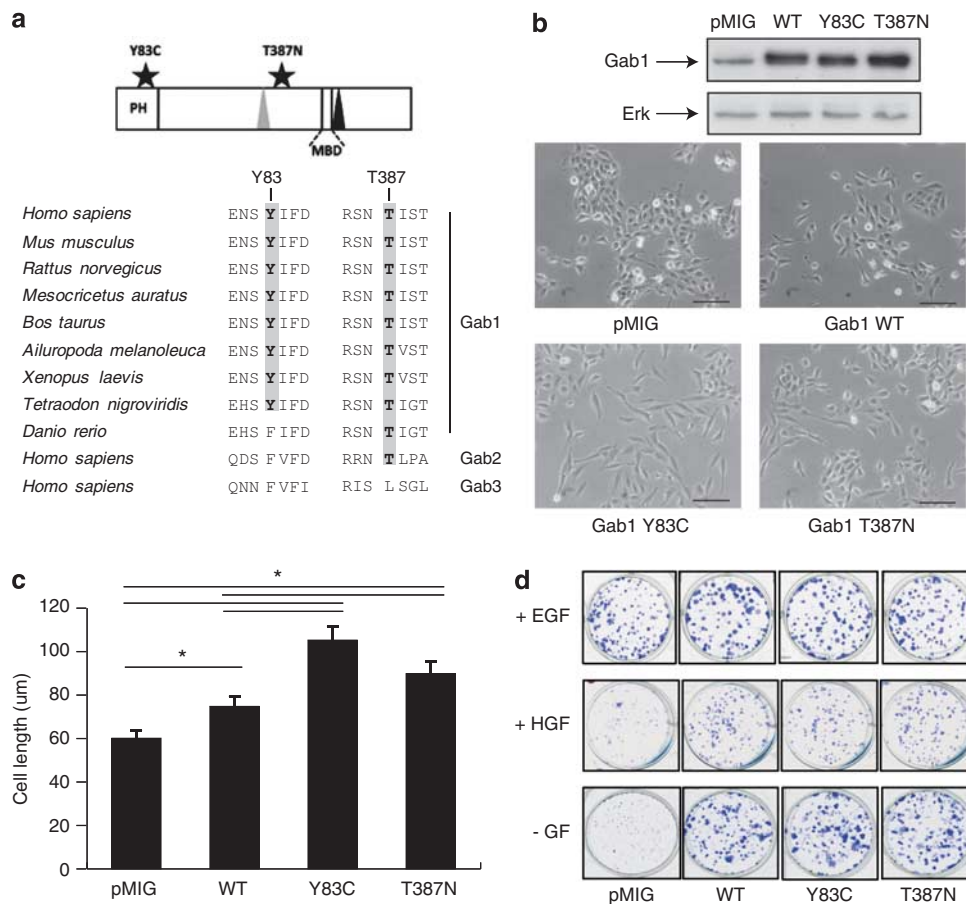 a
Y83C T387N
PH
MBD
Y83 T387
Homo sapiens ENS Y IFD RSN T IST
Mus musculus ENS Y IFD RSN T IST
Rattus norvegicus ENS Y IFD RSN T IST
Mesocricetus auratus ENS Y IFD RSN T IST
Bos taurus ENS Y IFD RSN T IST Gab1
Ailuropoda melanoleuca ENS Y IFD RSN T VST
Xenopus laevis ENS Y IFD RSN T VST
Tetraodon nigroviridis EHS Y IFD RSN T IGT
Danio rerio EHS F IFD RSN T IGT
Homo sapiens QDS F VFD RRN T LPA Gab2
Homo sapiens QNN F VFI RIS L SGL Gab3
b
pMIG WT Y83C T387N
Gab1
Erk
pMIG Gab1 WT
Gab1 Y83C Gab1 T387N
c
*
*
Cell length (um)
120
100
80
60
40
20
0
pMIG WT Y83C T387N
d
+ EGF
+ HGF
- GF
pMIG WT Y83C T387N